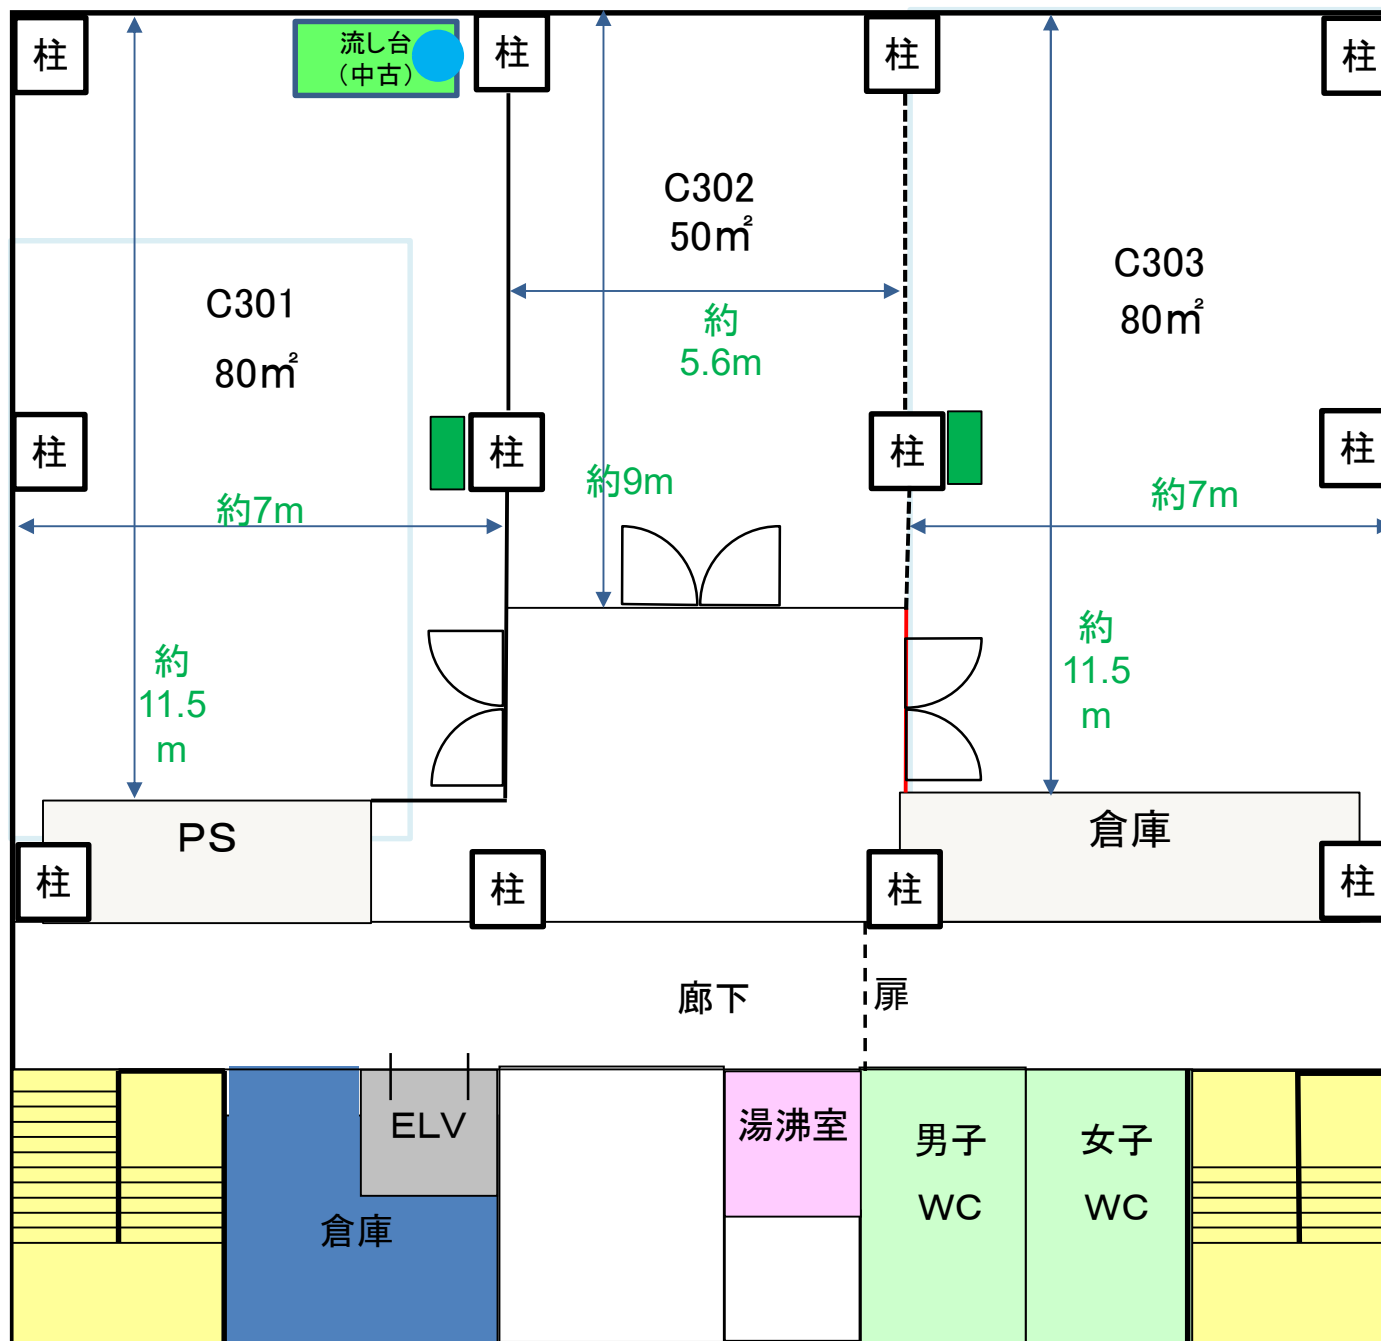 柱
流し台
（中古）
柱
柱
柱
C302
50㎡
C303
80㎡
C301
80㎡
約
5.6m
柱
柱
柱
柱
約9m
約7m
約7m
約
11.5
m
約
11.5
m
PS
倉庫
柱
柱
柱
柱
廊下
扉
ELV
湯沸室
男子
WC
女子
WC
倉庫